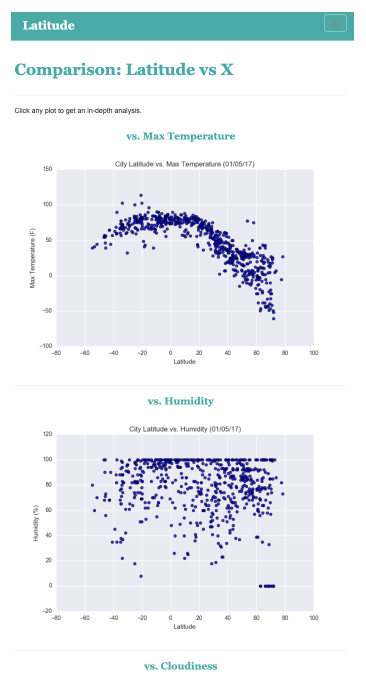 Latitude
Comparison: Latitude vs X
Click any plot to get an in-depth analysis.
vs. Max Temperature
City Latitude vs. Max Temperature (01/05/17)
150
100
50
0
−50
−100
Max Temperature (F)
−80 −60 −40 −20 0 20 40 60 80 100
Latitude
vs. Humidity
City Latitude vs. Humidity (01/05/17)
120
100
80
60
40
20
0
−20
Humidity (%)
−80 −60 −40 −20 0 20 40 60 80 100
Latitude
vs. Cloudiness